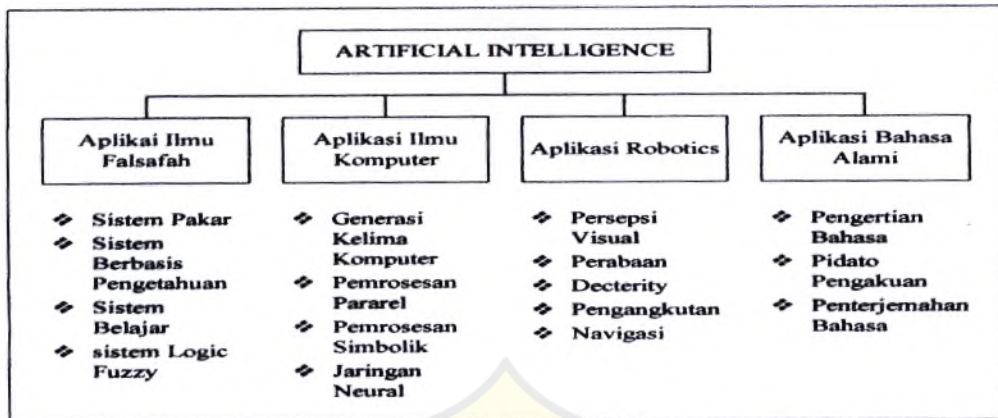 ARTIFICIAL INTELLIGENCE
Aplikai Ilmu
Falsafah
Aplikasi Ilmu
Komputer
Aplikasi Robotics
Aplikasi Bahasa
Alami
❖ Sistem Pakar
❖ Sistem
Berbasis
Pengetahuan
❖ Sistem
Belajar
❖ sistem Logic
Fuzzy
❖ Generasi
Kelima
Komputer
❖ Pemrosesan
Pararel
❖ Pemrosesan
Simbolik
❖ Jaringan
Neural
❖ Persepsi
Visual
❖ Perabaan
❖ Decterity
❖ Pengangkutan
❖ Navigasi
❖ Pengertian
Bahasa
❖ Pidato
Pengakuan
❖ Penterjemahan
Bahasa